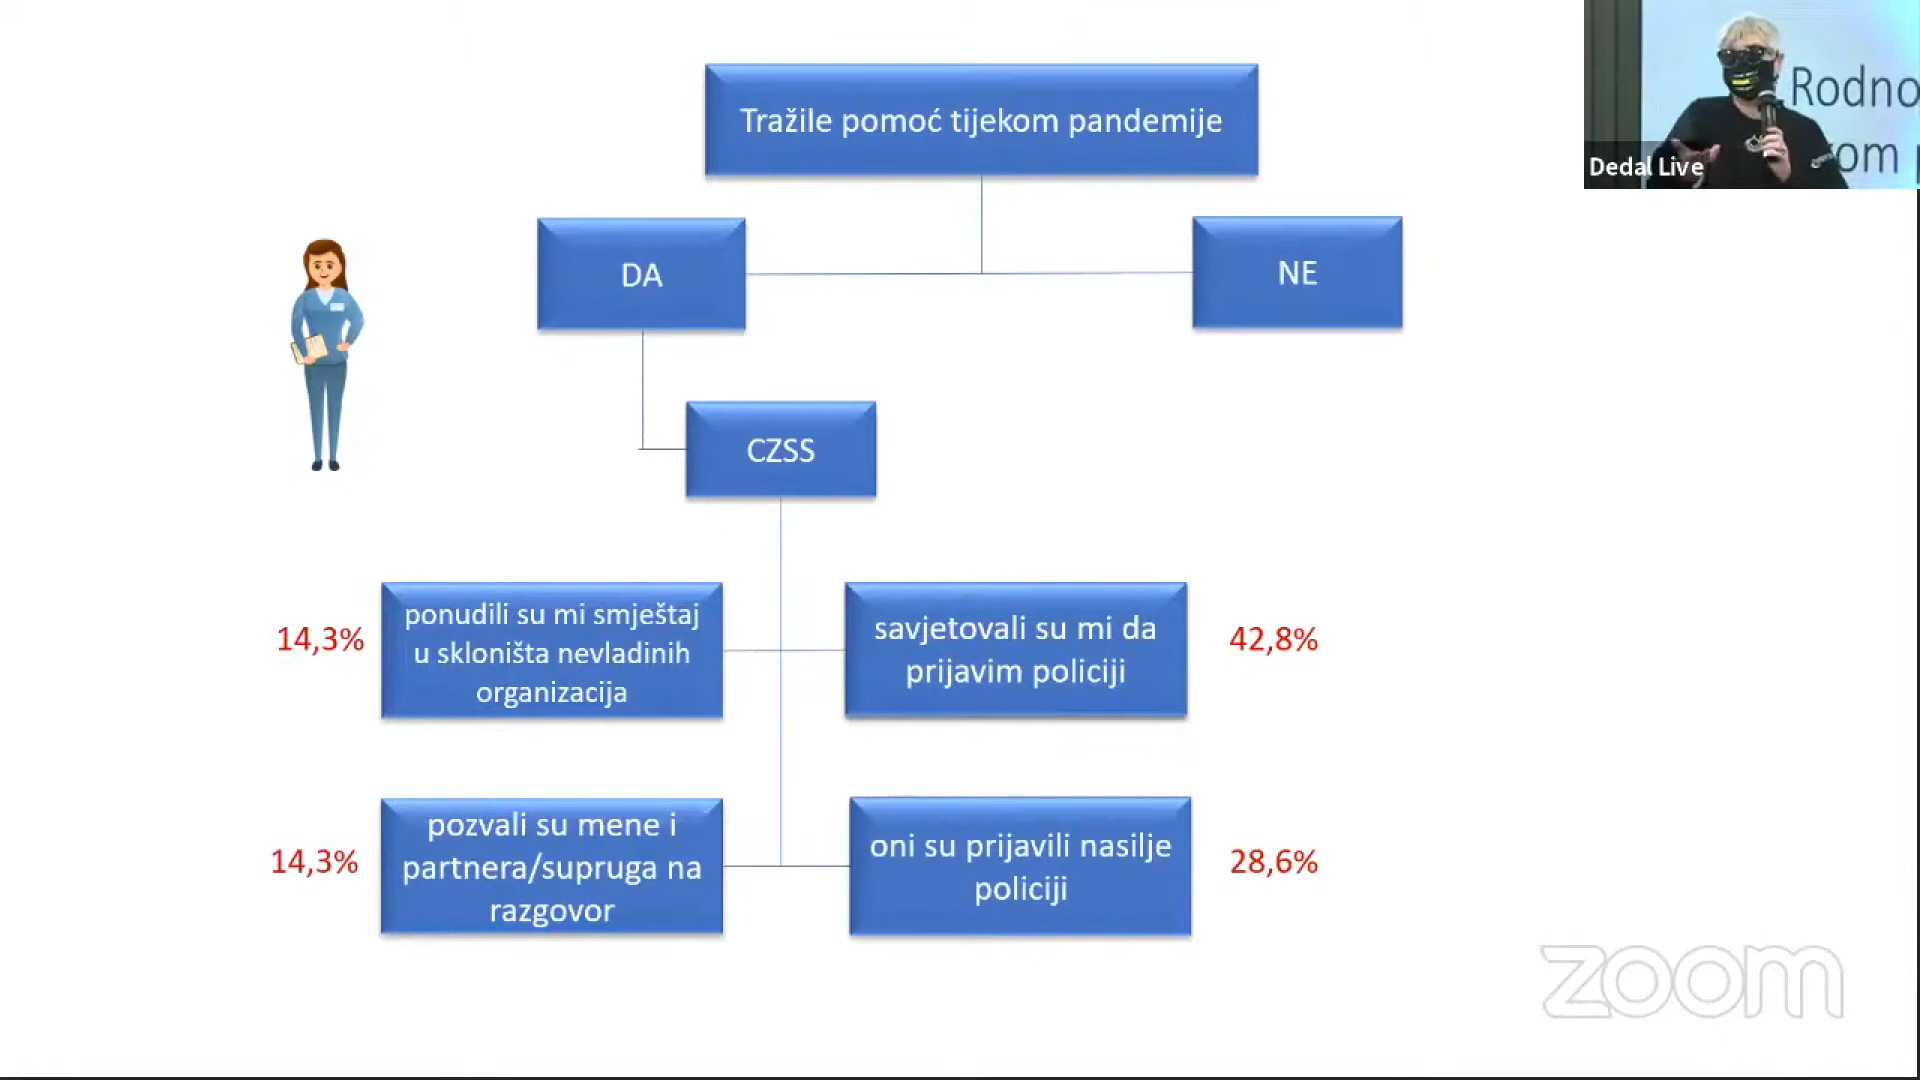 Tražile pomoć tijekom pandemije
Rodno
kom
Dedal Live
DA
NE
CZSS
14,3%
ponudili su mi smještaj
u skloništa nevladinih
organizacija
savjetovali su mi da
prijavim policiji
42,8%
14,3%
pozvali su mene i
partnera/supruga na
razgovor
oni su prijavili nasilje
policiji
28,6%
zoom